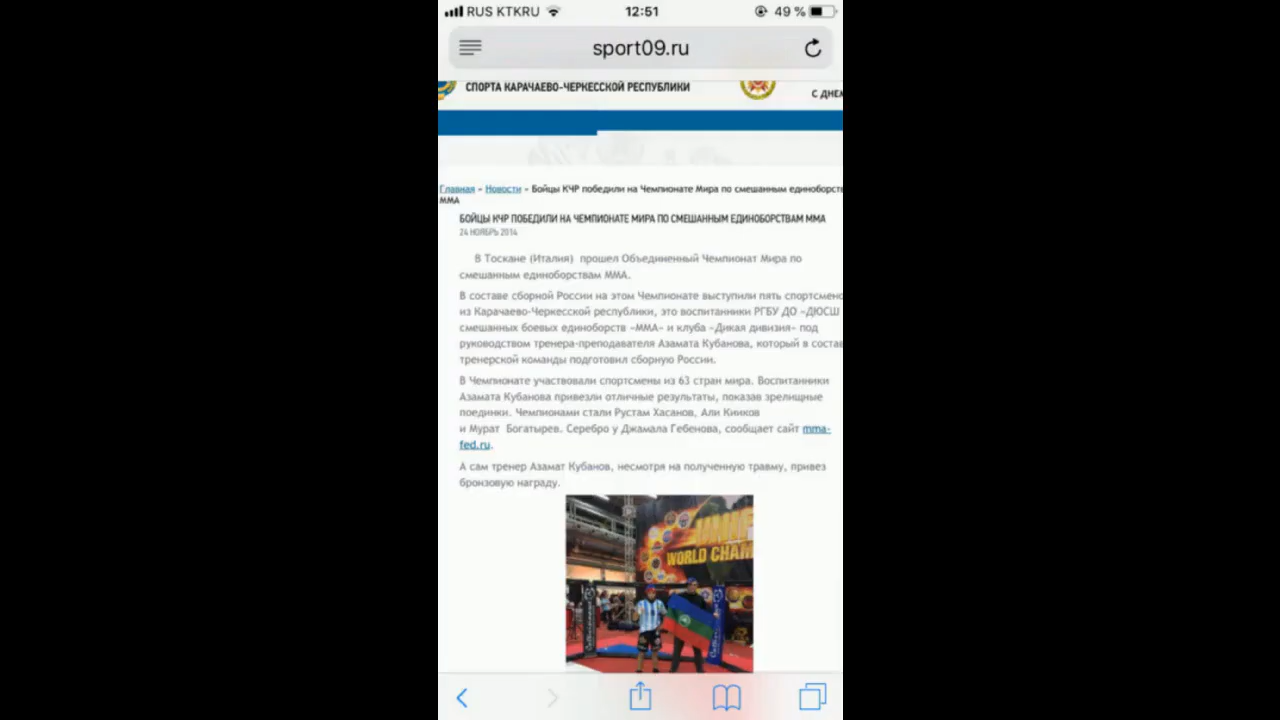 RUS KTKRU
12:51
49 %
sport09.ru
СПОРТА КАРАЧАЕВО-ЧЕРКЕССКОЙ РЕСПУБЛИКИ
С ДНЕМ
Главная » Новости » Бойцы КЧР победили на Чемпионате Мира по смешанным единоборств
ММА
БОЙЦЫ КЧР ПОБЕДИЛИ НА ЧЕМПИОНАТЕ МИРА ПО СМЕШАННЫМ ЕДИНОБОРСТВАМ ММА
24 НОЯБРЬ 2014
В Тоскане (Италия) прошел Объединенный Чемпионат Мира по
смешанным единоборствам ММА.
В составе сборной России на этом Чемпионате выступили пять спортсмено
из Карачаево-Черкесской республики, это воспитанники РГБУ ДО «ДЮСШ
смешанных боевых единоборств «ММА» и клуба «Дикая дивизия» под
руководством тренера-преподавателя Азамата Кубанова, который в состав
тренерской команды подготовил сборную России.
В Чемпионате участвовали спортсмены из 63 стран мира. Воспитанники
Азамата Кубанова привезли отличные результаты, показав зрелищные
поединки. Чемпионами стали Рустам Хасанов, Али Кииков
и Мурат Богатырев. Серебро у Джамала Гебенова, сообщает сайт mma-
fed.ru.
А сам тренер Азамат Кубанов, несмотря на полученную травму, привез
бронзовую награду.
WORLD CHAM